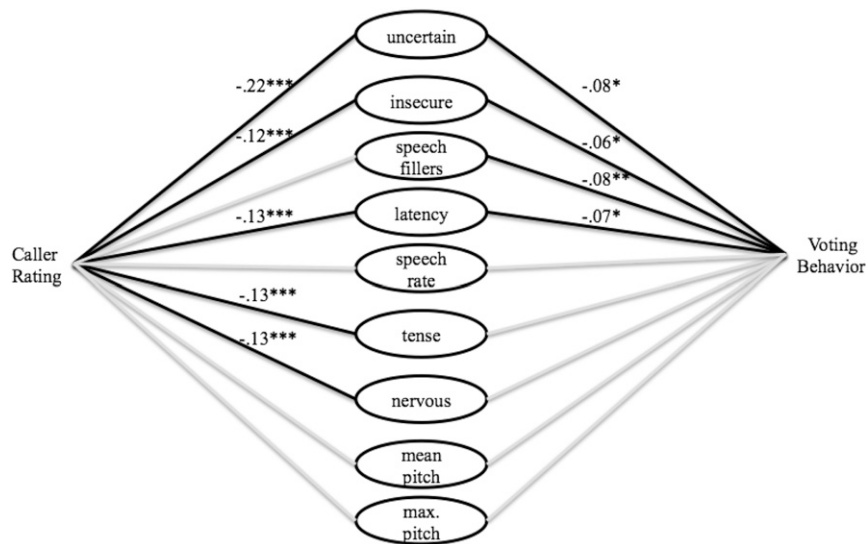 uncertain
-.22***
-.08*
insecure
-.12***
-.06*
speech
fillers
-.08**
latency
-.13***
-.07*
Caller
Rating
speech
rate
Voting
Behavior
-.13***
tense
-.13***
nervous
mean
pitch
max.
pitch